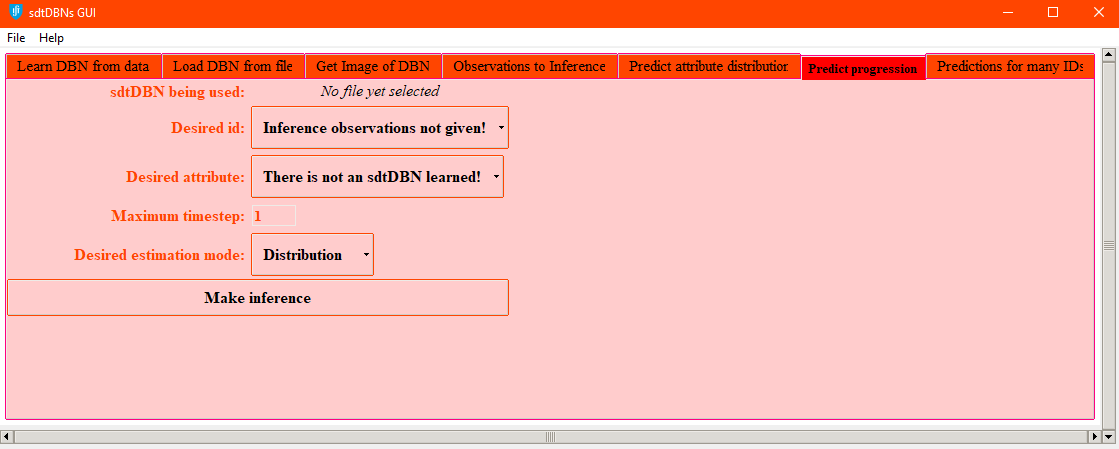 sdtDBNs GUI
File Help
Learn DBN from data Load DBN from file Get Image of DBN Observations to Inference Predict attribute distribution Predict progression Predictions for many IDs
sdtDBN being used: No file yet selected
Desired id: Inference observations not given!
Desired attribute: There is not an sdtDBN learned!
Maximum timestep: 1
Desired estimation mode: Distribution
Make inference